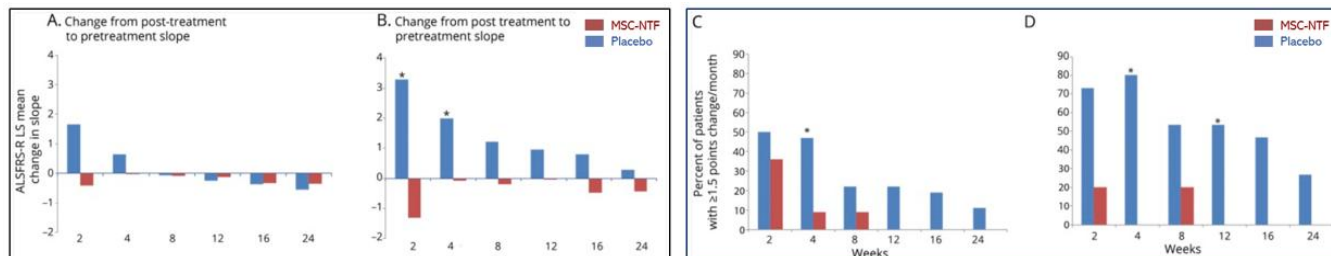 A. Change from post-treatment
to pretreatment slope
MSC-NTF
Placebo
ALSFRS-R LS mean
change in slope
4
3
2
1
0
−1
−2
2 4 8 12 16 24
B. Change from post treatment to
pretreatment slope
4
3
2
1
0
−1
−2
* *
2 4 8 12 16 24
C
Percent of patients
with ≥1.5 points change/month
90
80
70
60
50
40
30
20
10
0
*
2 4 8 12 16 24
Weeks
D
MSC-NTF
Placebo
90
80
70
60
50
40
30
20
10
0
* *
2 4 8 12 16 24
Weeks